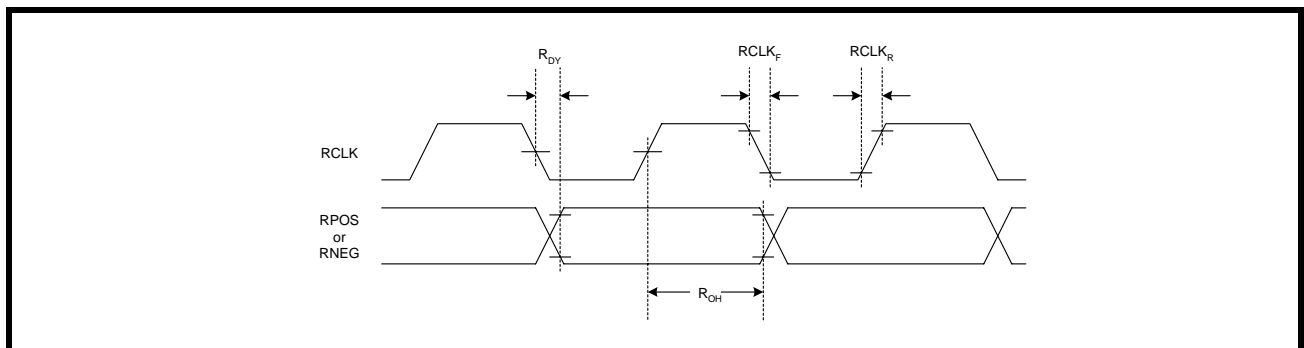 R_DY
RCLK_F
RCLK_R
RCLK
RPOS
or
RNEG
R_OH